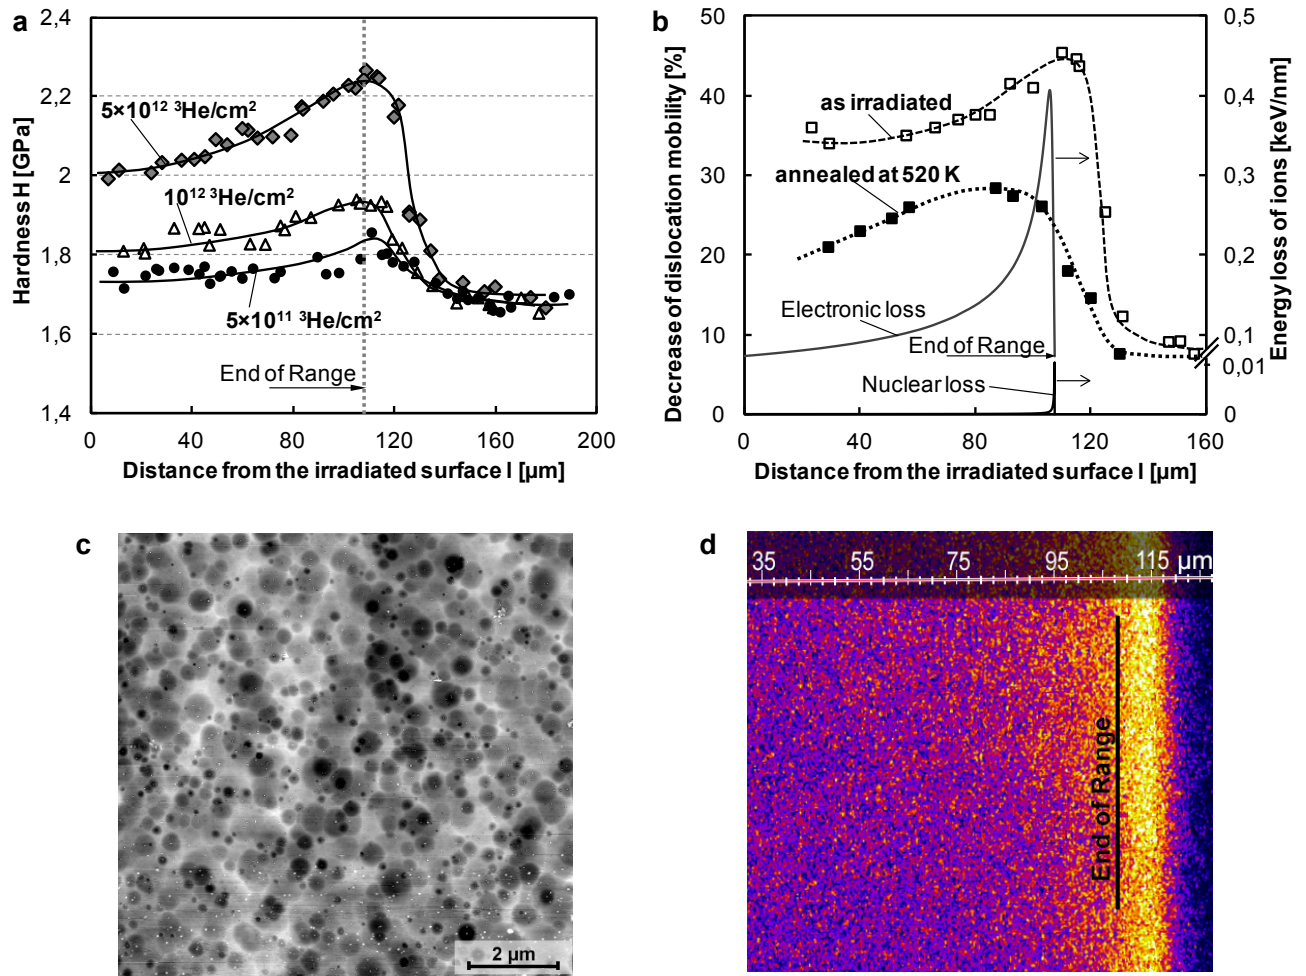 a
2,4
2,2
2
1,8
1,6
1,4
Hardness H [GPa]
5×10¹² ³He/cm²
10¹² ³He/cm²
5×10¹¹ ³He/cm²
End of Range
0
40
80
120
160
200
Distance from the irradiated surface l [µm]
b
50
40
30
20
10
0
Decrease of dislocation mobility [%]
0,5
0,4
0,3
0,2
0,1
0,01
0
Energy loss of ions [keV/nm]
as irradiated
annealed at 520 K
Electronic loss
End of Range
Nuclear loss
0
40
80
120
160
Distance from the irradiated surface l [µm]
c
2 µm
d
35 55 75 95 115 µm
End of Range